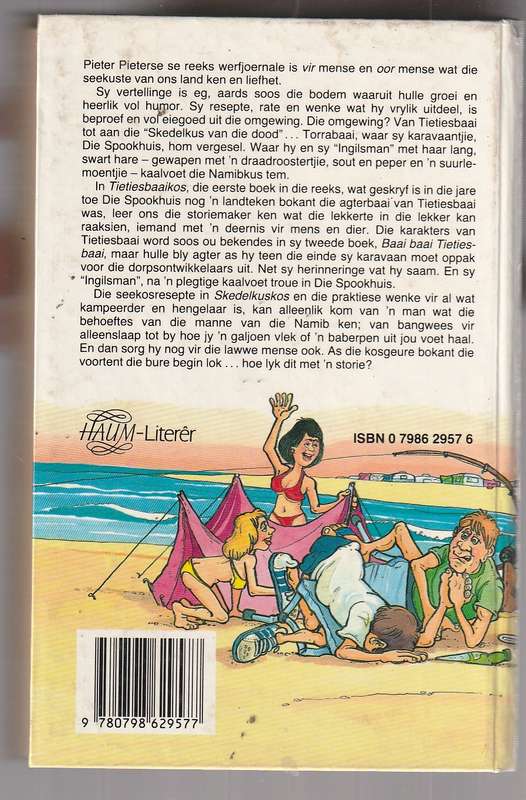 Pieter Pieterse se reeks werfjoernale is vir mense en oor mense wat die
seekuste van ons land ken en liefhet.
Sy vertellinge is eg, aards soos die bodem waaruit hulle groei en
heerlik vol humor. Sy resepte, rate en wenke wat hy vrylik uitdeel, is
beproef en vol eiegoed uit die omgewing. Die omgewing? Van Tietiesbaai
tot aan die “Skedelkus van die dood” . . . Torrabaai, waar sy karavaantjie,
Die Spookhuis, hom vergesel. Waar hy en sy “Ingilsman” met haar lang,
swart hare – gewapen met 'n draadroostertjie, sout en peper en 'n suurle-
moentjie – kaalvoet die Namibkus tem.
In Tietiesbaaikos, die eerste boek in die reeks, wat geskryf is in die jare
toe Die Spookhuis nog 'n landteken bokant die agterbaai van Tietiesbaai
was, leer ons die storiemaker ken wat die lekkerte in die lekker kan
raaksien, iemand met 'n deernis vir mens en dier. Die karakters van
Tietiesbaai word soos ou bekendes in sy tweede boek, Baai baai Tieties-
baai, maar hulle bly agter as hy teen die einde sy karavaan moet oppak
voor die dorpsontwikkelaars uit. Net sy herinneringe vat hy saam. En sy
“Ingilsman”, na 'n plegtige kaalvoet troue in Die Spookhuis.
Die seekosresepte in Skedelkuskos en die praktiese wenke vir al wat
kampeerder en hengelaar is, kan alleenlik kom van 'n man wat die
behoeftes van die manne van die Namib ken; van bangwees vir
alleenslaap tot by hoe jy 'n galjoen vlek of 'n baberpen uit jou voet haal.
En dan sorg hy nog vir die lawwe mense ook. As die kosgeure bokant die
voortent die bure begin lok . . . hoe lyk dit met 'n storie?
HAUM-Literêr
ISBN 0 7986 2957 6
9 780798 629577